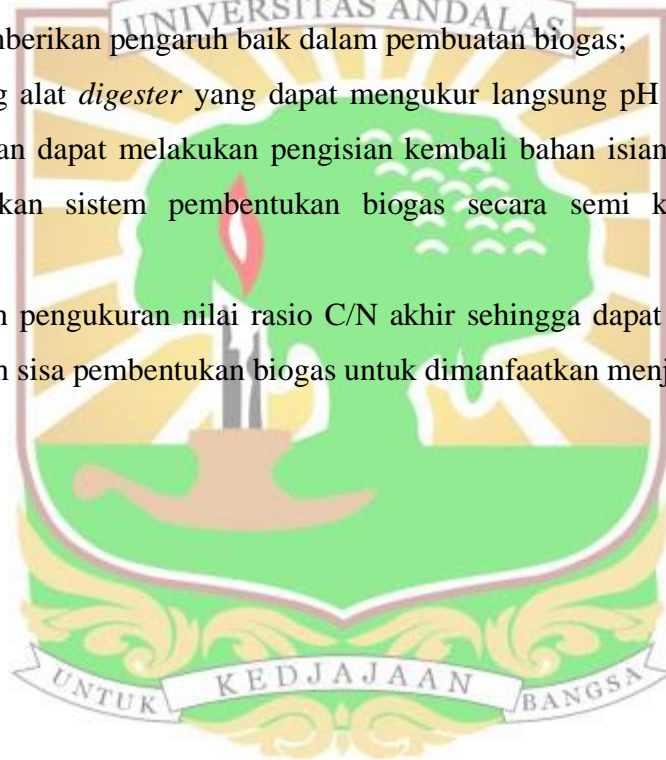 UNIVERSITAS ANDALAS
mberikan pengaruh baik dalam pembuatan biogas;
g alat digester yang dapat mengukur langsung pH
an dapat melakukan pengisian kembali bahan isian
kan sistem pembentukan biogas secara semi k
n pengukuran nilai rasio C/N akhir sehingga dapat
n sisa pembentukan biogas untuk dimanfaatkan menj
UNTUK KEDJAJAAN BANGSA